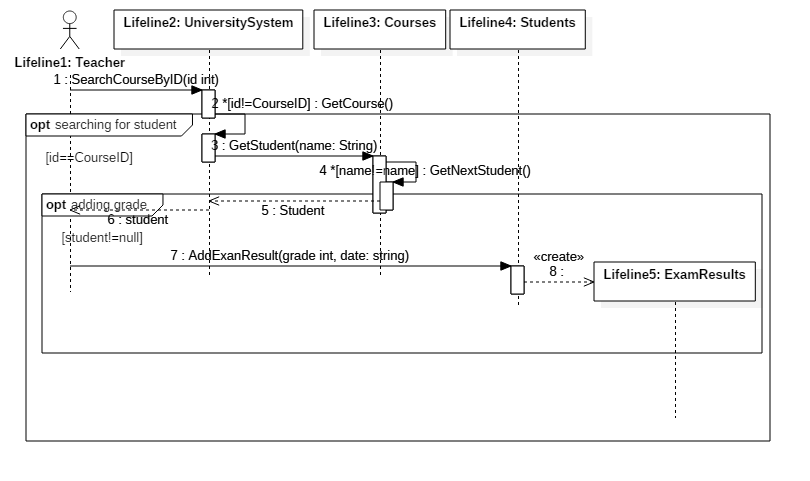 Lifeline2: UniversitySystem
Lifeline3: Courses
Lifeline4: Students
Lifeline1: Teacher
1 : SearchCourseByID(id int)
2 *[id!=CourseID] : GetCourse()
opt searching for student
3 : GetStudent(name: String)
[id==CourseID]
4 *[name!=name] : GetNextStudent()
opt adding grade
5 : Student
6 : student
[student!=null]
7 : AddExanResult(grade int, date: string)
«create»
8 :
Lifeline5: ExamResults